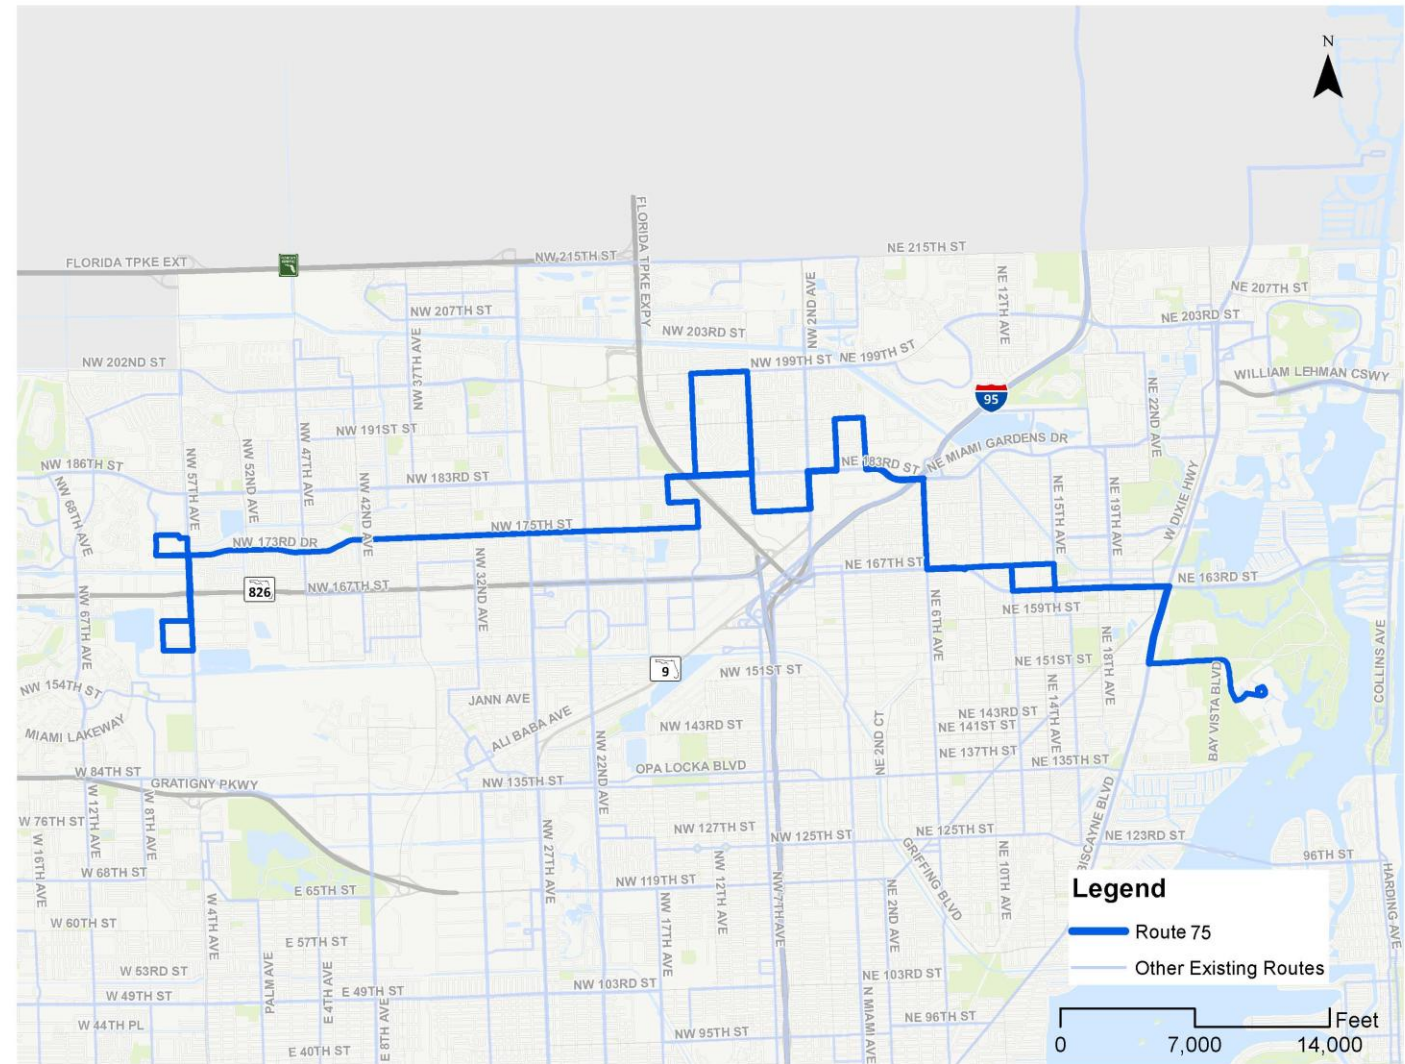 N
FLORIDA TPKE EXT
FLORIDA TPKE EXPY
NW 215TH ST
NE 215TH ST
NW 207TH ST
NW 37TH AVE
NW 203RD ST
NW 2ND AVE
NE 12TH AVE
NE 207TH ST
NE 203RD ST
NW 202ND ST
NW 199TH ST
NE 199TH ST
WILLIAM LEHMAN CSWY
95
NE 22ND AVE
NW 191ST ST
NE MIAMI GARDENS DR
NW 186TH ST
NW 183RD ST
NE 183RD ST
NW 68TH AVE
NW 57TH AVE
NW 52ND AVE
NW 47TH AVE
NW 42ND AVE
NW 175TH ST
NW 173RD DR
NE 15TH AVE
NE 19TH AVE
W DIXIE HWY
826
NW 167TH ST
NW 32ND AVE
NE 167TH ST
NE 163RD ST
NE 159TH ST
NW 67TH AVE
NE 6TH AVE
NE 18TH AVE
COLLINS AVE
9
NW 151ST ST
NE 151ST ST
NW 154TH ST
MIAMI LAKEWAY
JANN AVE
ALI BABA AVE
NW 143RD ST
NE 143RD ST
NE 141ST ST
NE 14TH AVE
BAY VISTA BLVD
NE 2ND CT
NE 137TH ST
NE 135TH ST
NW 22ND AVE
OPA LOCKA BLVD
W 84TH ST
GRATIGNY PKWY
NW 135TH ST
W 12TH AVE
W 8TH AVE
W 76TH ST
W 16TH AVE
NW 127TH ST
NW 125TH ST
NE 125TH ST
NE 123RD ST
BISCAYNE BLVD
96TH ST
NW 27TH AVE
NW 12TH AVE
GRIFFING BLVD
NE 10TH AVE
W 68TH ST
E 65TH ST
NW 119TH ST
NW 17TH AVE
NW 7TH AVE
NE 2ND AVE
HARDING AVE
W 60TH ST
W 4TH AVE
E 57TH ST
W 53RD ST
PALM AVE
E 4TH AVE
E 49TH ST
E 8TH AVE
W 49TH ST
NW 103RD ST
NE 103RD ST
N MIAMI AVE
NE 96TH ST
W 44TH PL
NW 95TH ST
E 40TH ST
Legend
Route 75
Other Existing Routes
Feet
0 7,000 14,000